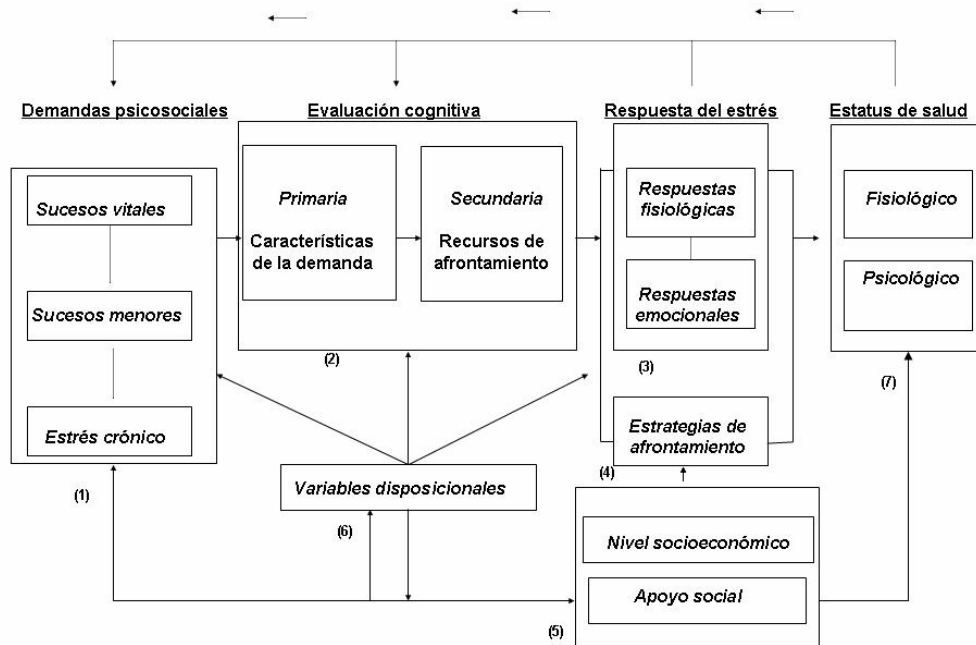 Demandas psicosociales
Sucesos vitales
Sucesos menores
Estrés crónico
(1)
Evaluación cognitiva
Primaria
Características
de la demanda
Secundaria
Recursos de
afrontamiento
(2)
Respuesta del estrés
Respuestas
fisiológicas
Respuestas
emocionales
(3)
Estrategias de
afrontamiento
(4)
Estatus de salud
Fisiológico
Psicológico
(7)
Variables disposicionales
(6)
Nivel socioeconómico
Apoyo social
(5)